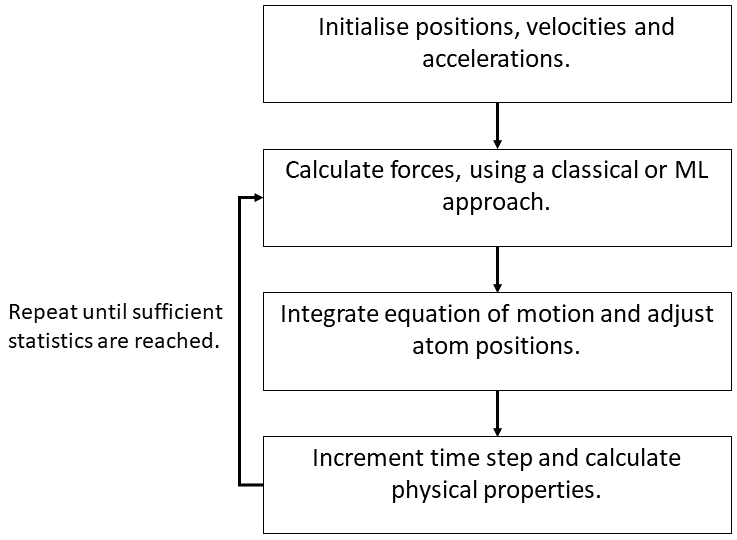 Initialise positions, velocities and
accelerations.
Calculate forces, using a classical or ML
approach.
Integrate equation of motion and adjust
atom positions.
Increment time step and calculate
physical properties.
Repeat until sufficient
statistics are reached.